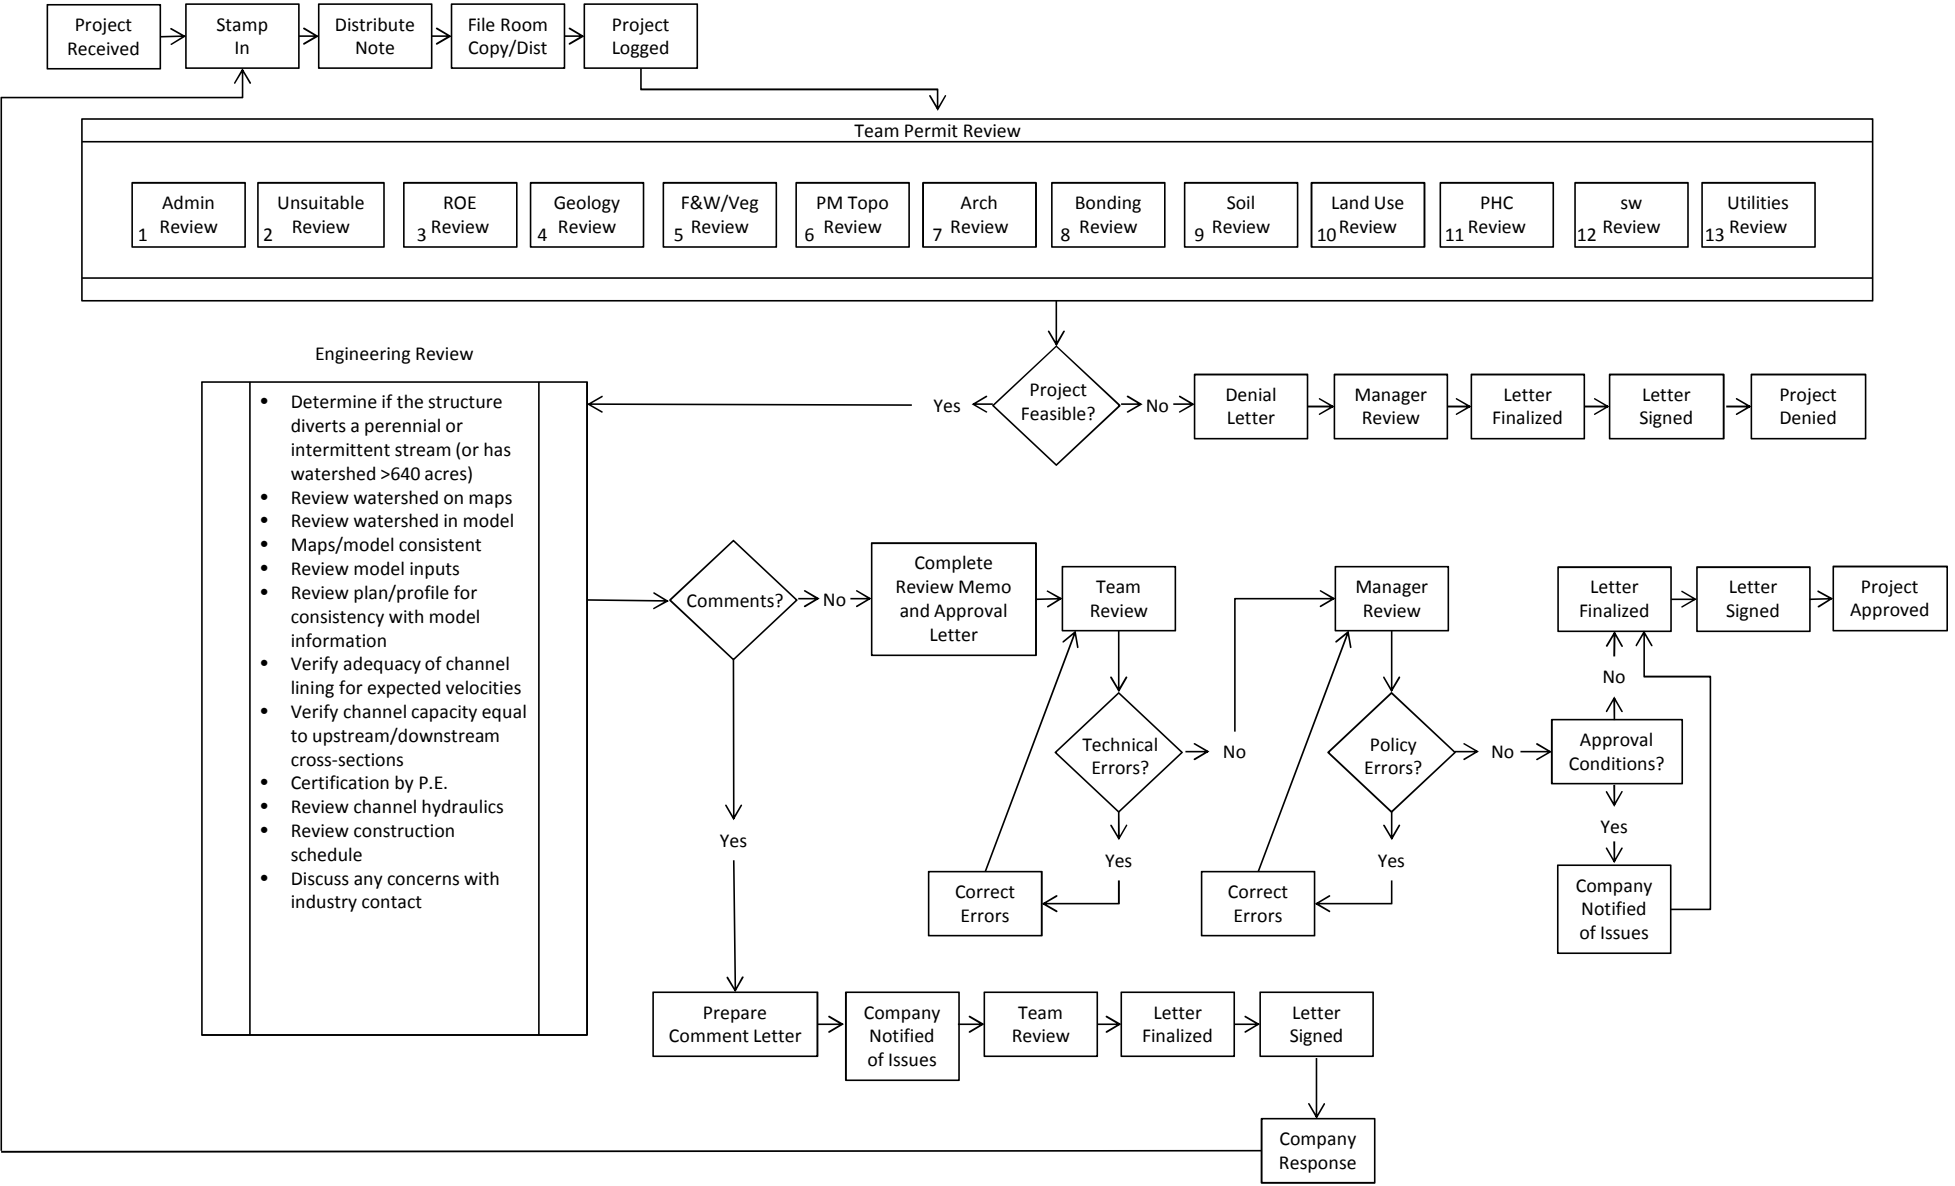 Project
Received
Stamp
In
Distribute
Note
File Room
Copy/Dist
Project
Logged
Team Permit Review
Admin
1 Review
Unsuitable
2 Review
ROE
3 Review
Geology
4 Review
F&W/Veg
5 Review
PM Topo
6 Review
Arch
7 Review
Bonding
8 Review
Soil
9 Review
Land Use
10 Review
PHC
11 Review
sw
12 Review
Utilities
13 Review
Project
Feasible?
Yes
No
Denial
Letter
Manager
Review
Letter
Finalized
Letter
Signed
Project
Denied
Engineering Review
• Determine if the structure
diverts a perennial or
intermittent stream (or has
watershed >640 acres)
• Review watershed on maps
• Review watershed in model
• Maps/model consistent
• Review model inputs
• Review plan/profile for
consistency with model
information
• Verify adequacy of channel
lining for expected velocities
• Verify channel capacity equal
to upstream/downstream
cross-sections
• Certification by P.E.
• Review channel hydraulics
• Review construction
schedule
• Discuss any concerns with
industry contact
Comments?
No
Complete
Review Memo
and Approval
Letter
Team
Review
Technical
Errors?
No
Yes
Correct
Errors
Manager
Review
Policy
Errors?
No
Yes
Correct
Errors
Approval
Conditions?
No
Letter
Finalized
Letter
Signed
Project
Approved
Yes
Company
Notified
of Issues
Yes
Prepare
Comment Letter
Company
Notified
of Issues
Team
Review
Letter
Finalized
Letter
Signed
Company
Response